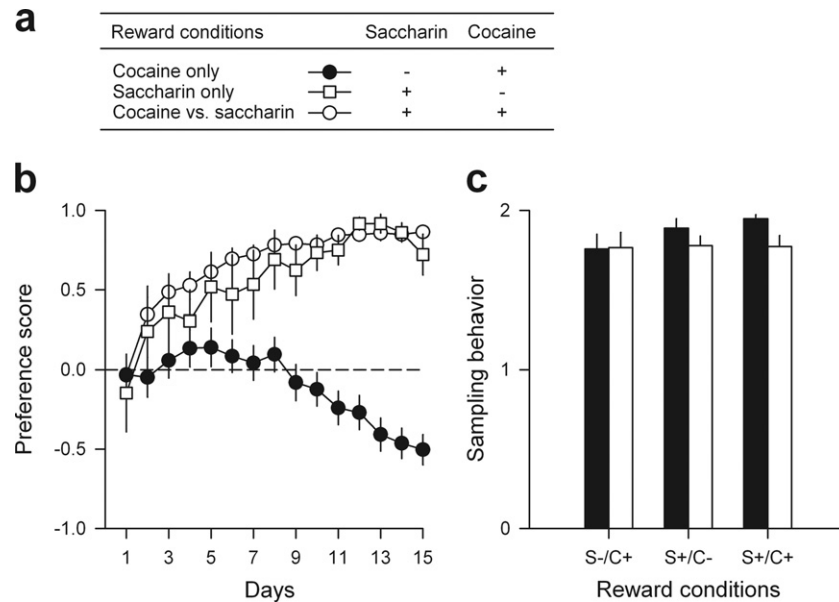 a
Reward conditions Saccharin Cocaine
Cocaine only - +
Saccharin only + -
Cocaine vs. saccharin + +
b
Preference score
1.0
0.5
0.0
-0.5
-1.0
1 3 5 7 9 11 13 15
Days
c
Sampling behavior
2
1
0
S-/C+ S+/C- S+/C+
Reward conditions